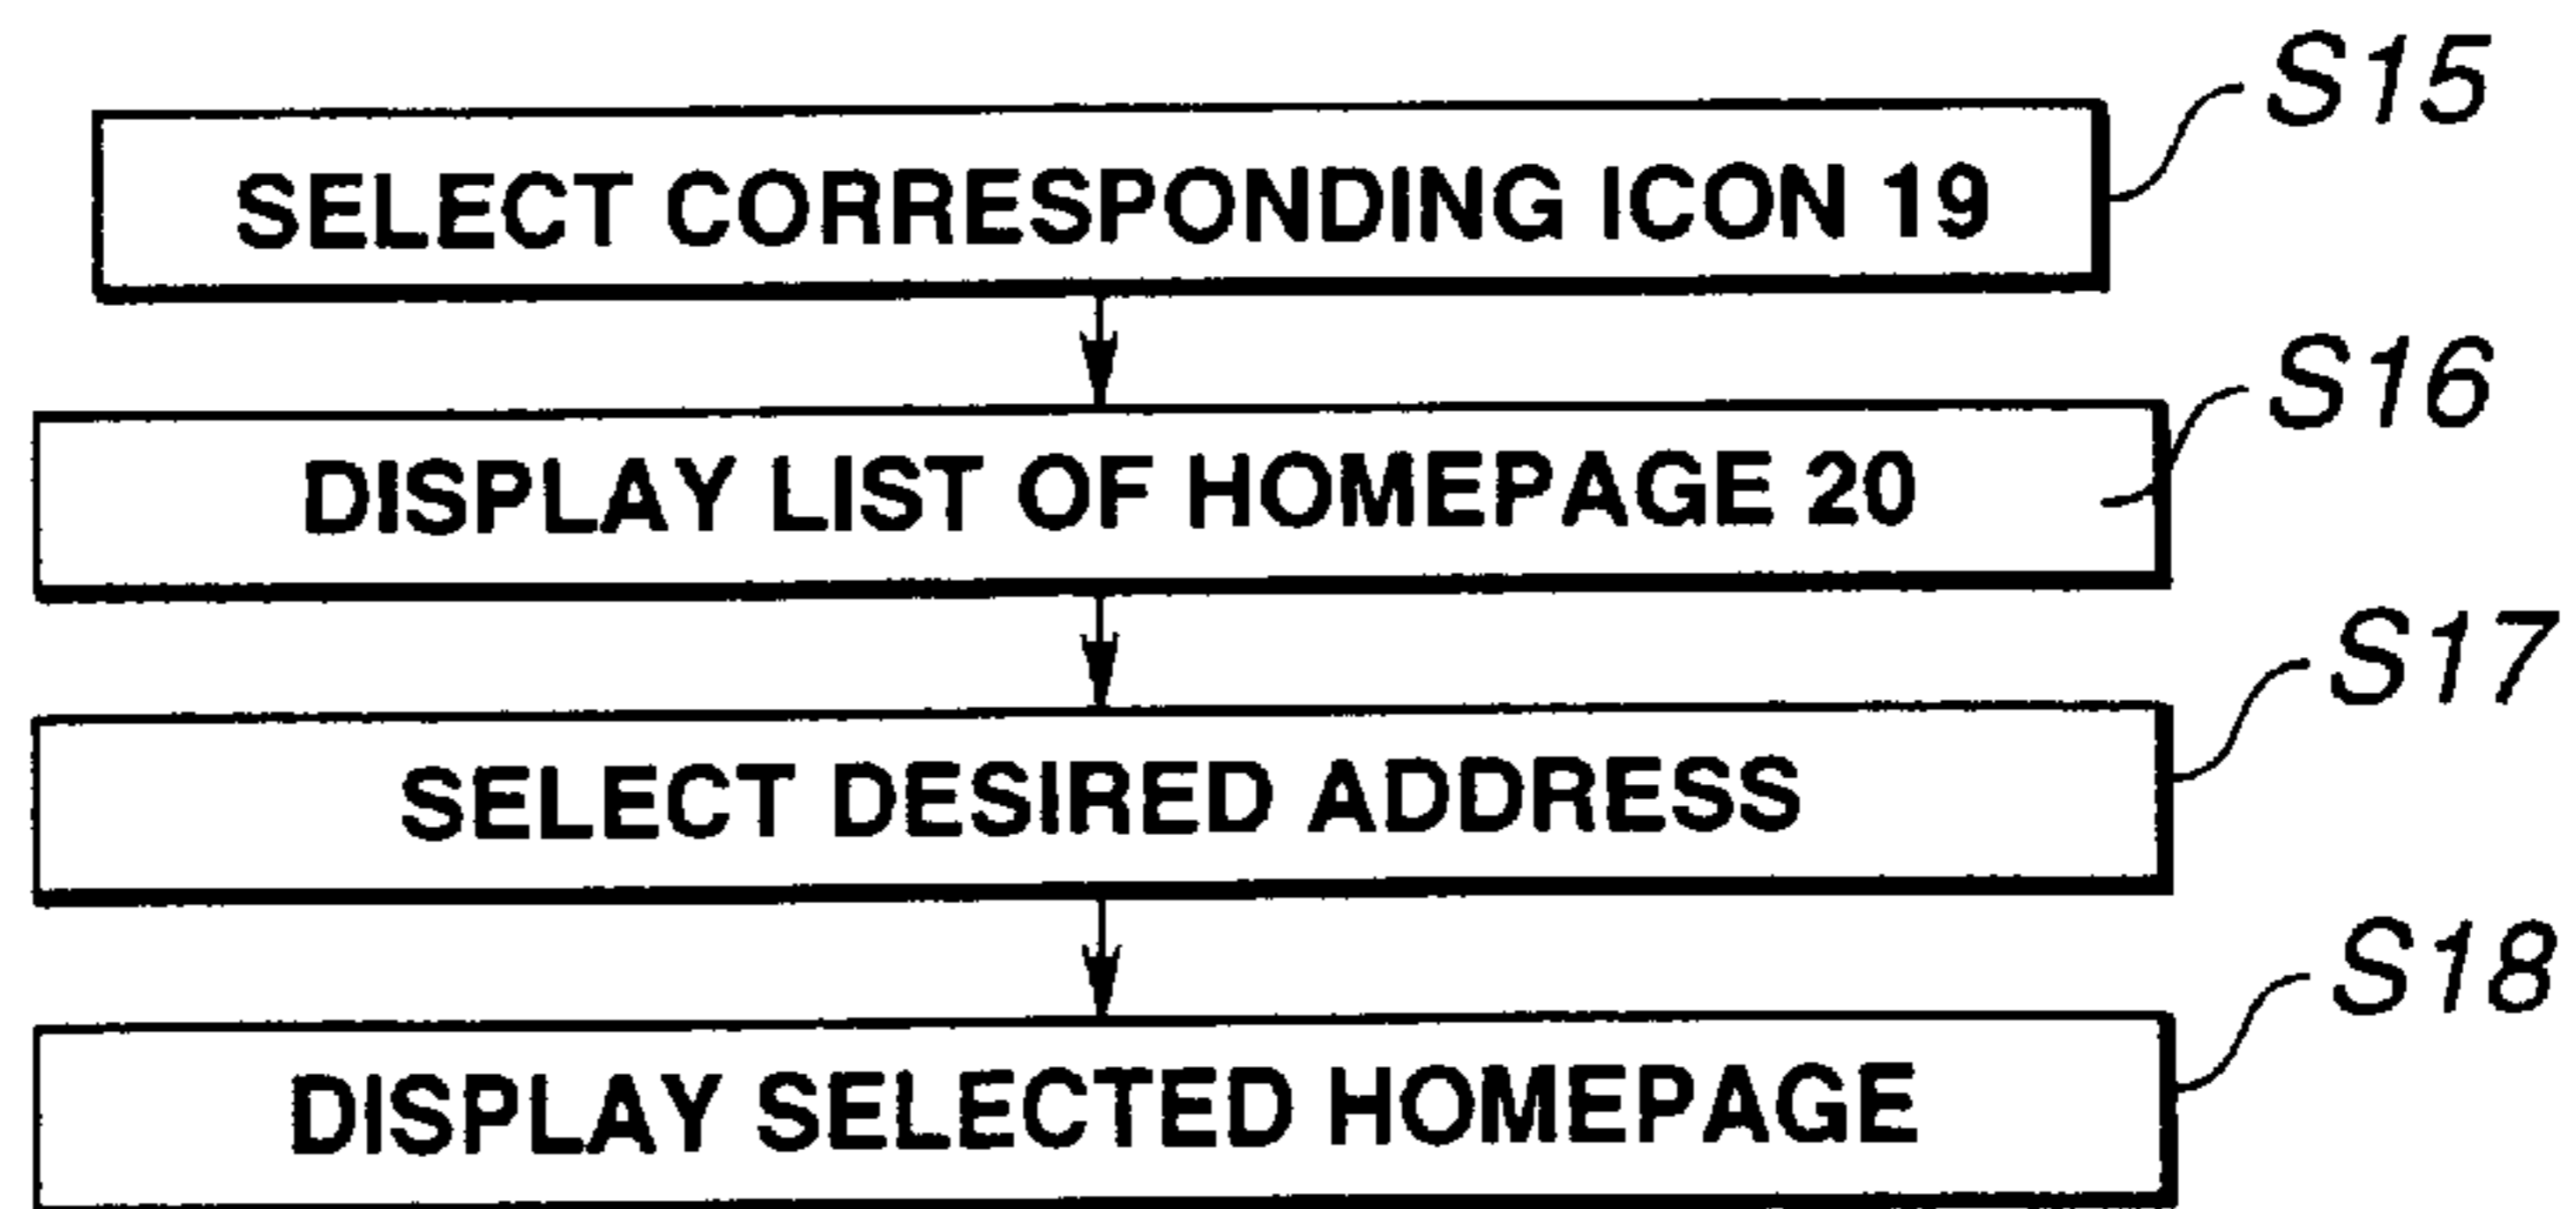 S15
SELECT CORRESPONDING ICON 19
S16
DISPLAY LIST OF HOMEPAGE 20
S17
SELECT DESIRED ADDRESS
S18
DISPLAY SELECTED HOMEPAGE